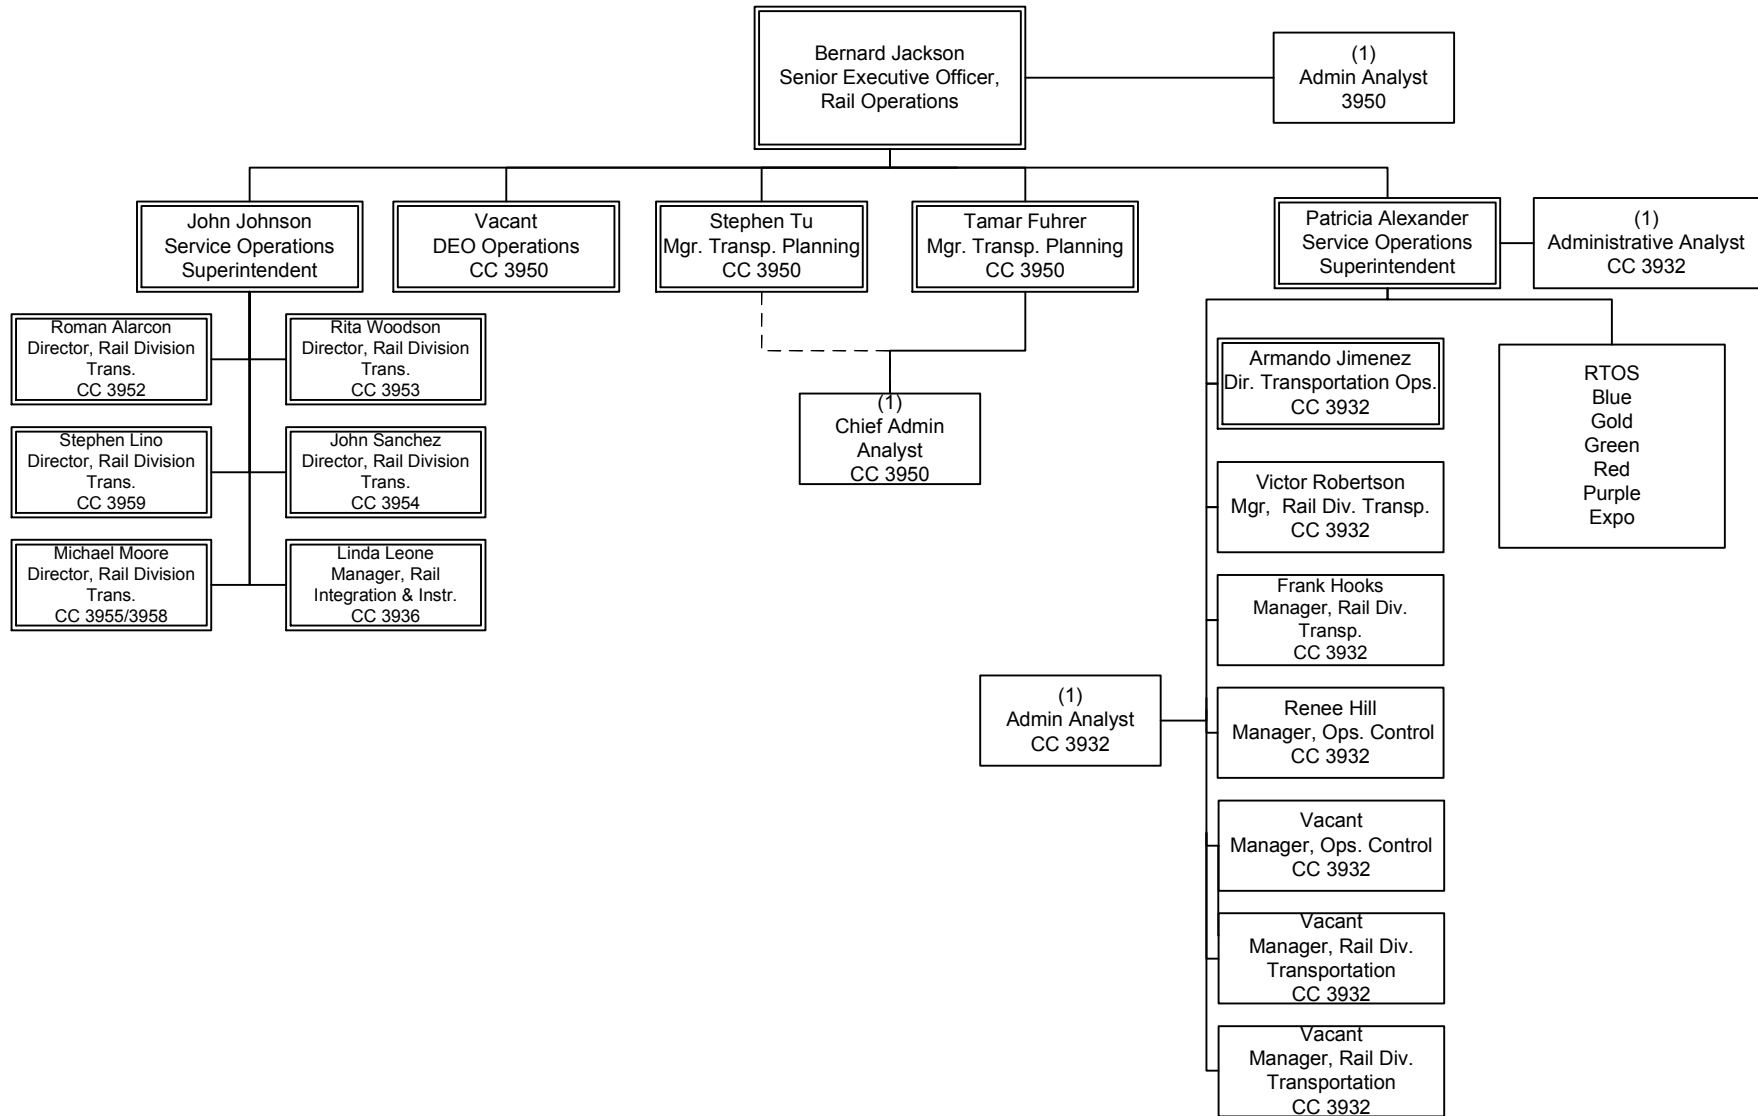 Bernard Jackson
Senior Executive Officer,
Rail Operations
(1)
Admin Analyst
3950
John Johnson
Service Operations
Superintendent
Vacant
DEO Operations
CC 3950
Stephen Tu
Mgr. Transp. Planning
CC 3950
Tamar Fuhrer
Mgr. Transp. Planning
CC 3950
Patricia Alexander
Service Operations
Superintendent
(1)
Administrative Analyst
CC 3932
Roman Alarcon
Director, Rail Division
Trans.
CC 3952
Rita Woodson
Director, Rail Division
Trans.
CC 3953
Stephen Lino
Director, Rail Division
Trans.
CC 3959
John Sanchez
Director, Rail Division
Trans.
CC 3954
Michael Moore
Director, Rail Division
Trans.
CC 3955/3958
Linda Leone
Manager, Rail
Integration & Instr.
CC 3936
(1)
Chief Admin
Analyst
CC 3950
Armando Jimenez
Dir. Transportation Ops.
CC 3932
RTOS
Blue
Gold
Green
Red
Purple
Expo
Victor Robertson
Mgr, Rail Div. Transp.
CC 3932
Frank Hooks
Manager, Rail Div.
Transp.
CC 3932
(1)
Admin Analyst
CC 3932
Renee Hill
Manager, Ops. Control
CC 3932
Vacant
Manager, Ops. Control
CC 3932
Vacant
Manager, Rail Div.
Transportation
CC 3932
Vacant
Manager, Rail Div.
Transportation
CC 3932